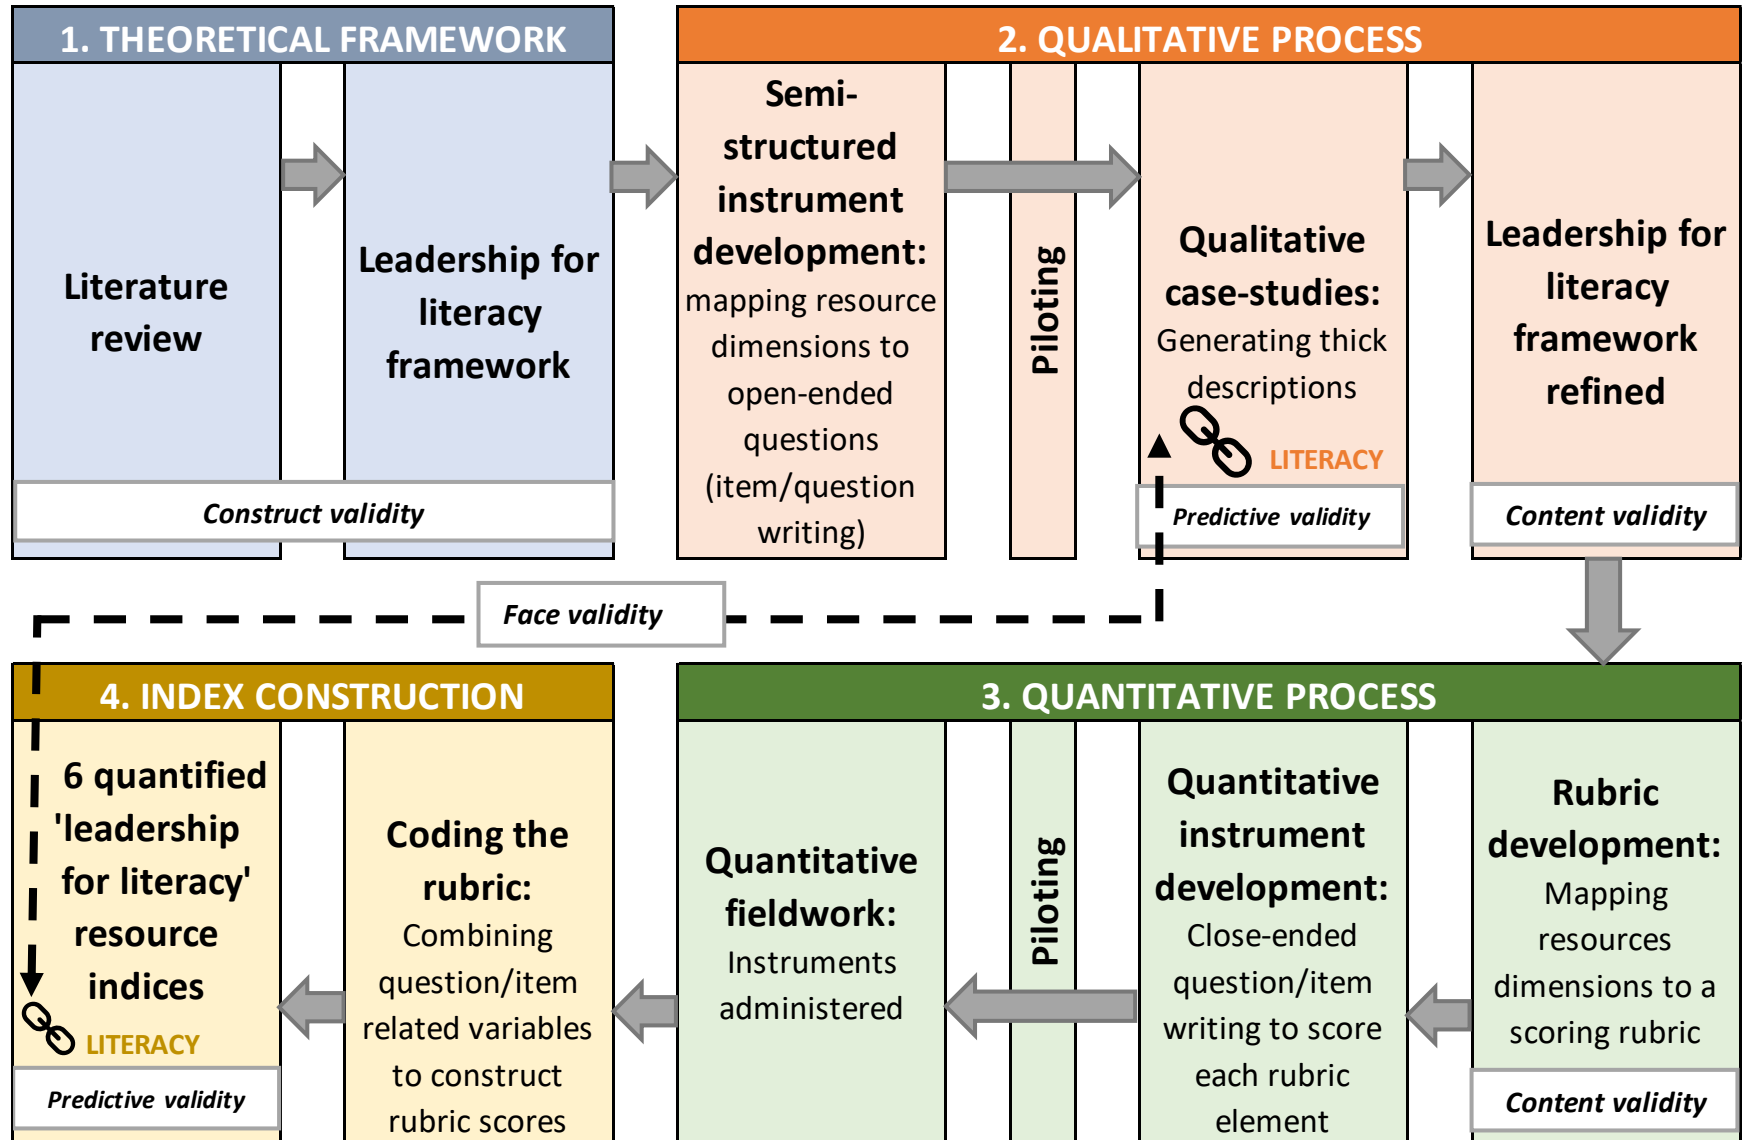 1. THEORETICAL FRAMEWORK
Literature
review
Leadership for
literacy
framework
Construct validity
2. QUALITATIVE PROCESS
Semi-
structured
instrument
development:
mapping resource
dimensions to
open-ended
questions
(item/question
writing)
Piloting
Qualitative
case-studies:
Generating thick
descriptions
LITERACY
Predictive validity
Leadership for
literacy
framework
refined
Content validity
Face validity
3. QUANTITATIVE PROCESS
Rubric
development:
Mapping
resources
dimensions to a
scoring rubric
Content validity
Quantitative
instrument
development:
Close-ended
question/item
writing to score
each rubric
element
Piloting
Quantitative
fieldwork:
Instruments
administered
4. INDEX CONSTRUCTION
Coding the
rubric:
Combining
question/item
related variables
to construct
rubric scores
6 quantified
'leadership
for literacy'
resource
indices
LITERACY
Predictive validity